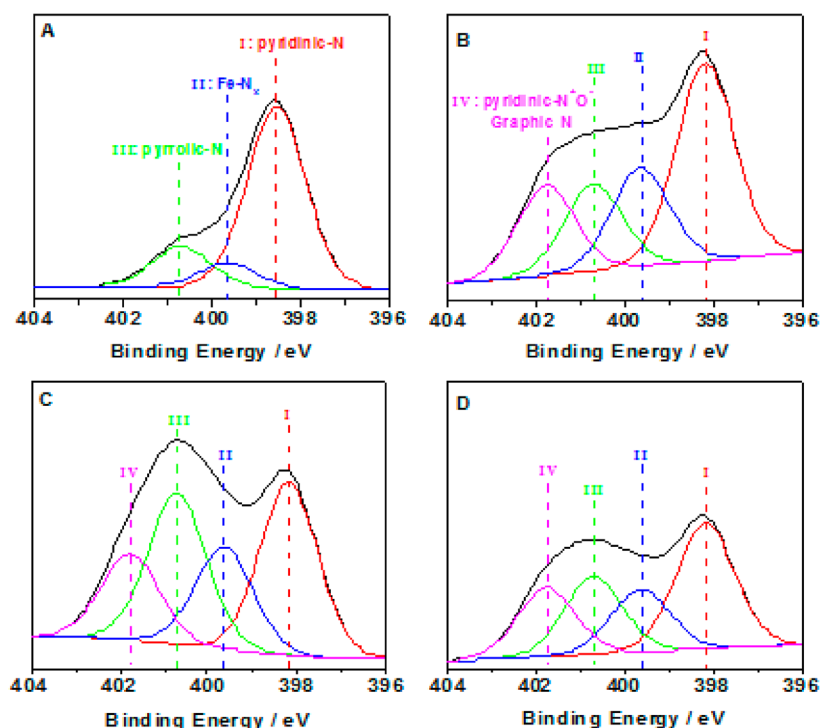 A
I: pyridinic-N
II: Fe-Nx
III: pyrrolic-N
404 402 400 398 396
Binding Energy / eV
B
I
II
III
IV: pyridinic-N+O-
Graphic N
404 402 400 398 396
Binding Energy / eV
C
III
I
II
IV
404 402 400 398 396
Binding Energy / eV
D
IV
III
II
I
404 402 400 398 396
Binding Energy / eV